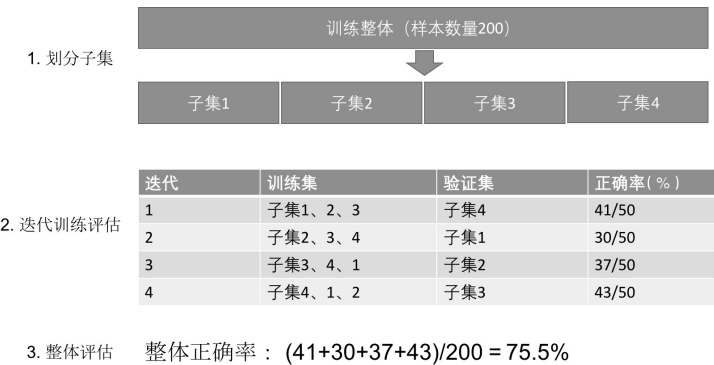 训练整体（样本数量200）
1. 划分子集
子集1 子集2 子集3 子集4
迭代 训练集 验证集 正确率(%)
1 子集1、2、3 子集4 41/50
2. 迭代训练评估
2 子集2、3、4 子集1 30/50
3 子集3、4、1 子集2 37/50
4 子集4、1、2 子集3 43/50
3. 整体评估 整体正确率： (41+30+37+43)/200 = 75.5%